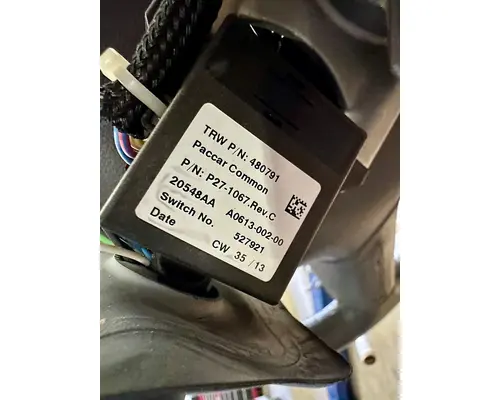 TRW P/N: 480791
Paccar Common
P/N: P27-1067.Rev.C
20548AA A0613-002-00
Switch No. 527921
Date CW 35 / 13